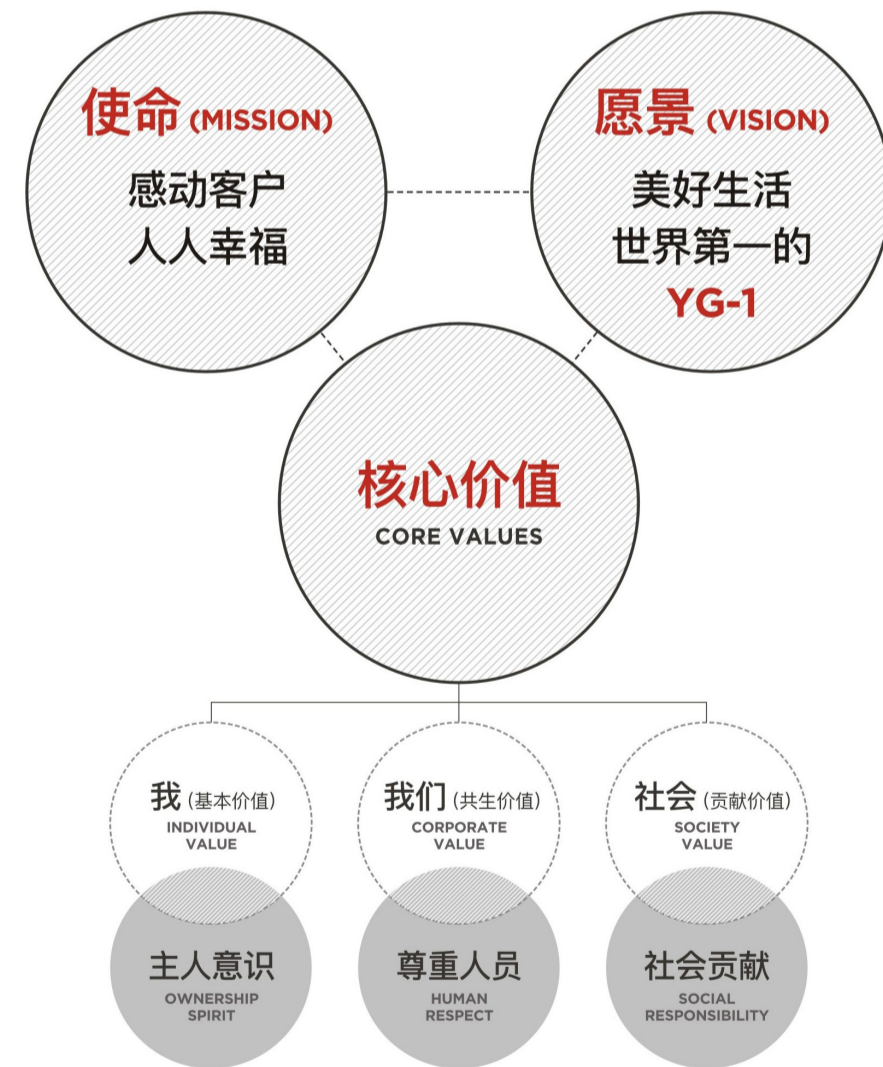 使命 (MISSION)
感动客户
人人幸福
愿景 (VISION)
美好生活
世界第一的
YG-1
核心价值
CORE VALUES
我 (基本价值)
INDIVIDUAL
VALUE
我们 (共生价值)
CORPORATE
VALUE
社会 (贡献价值)
SOCIETY
VALUE
主人意识
OWNERSHIP
SPIRIT
尊重人员
HUMAN
RESPECT
社会贡献
SOCIAL
RESPONSIBILITY